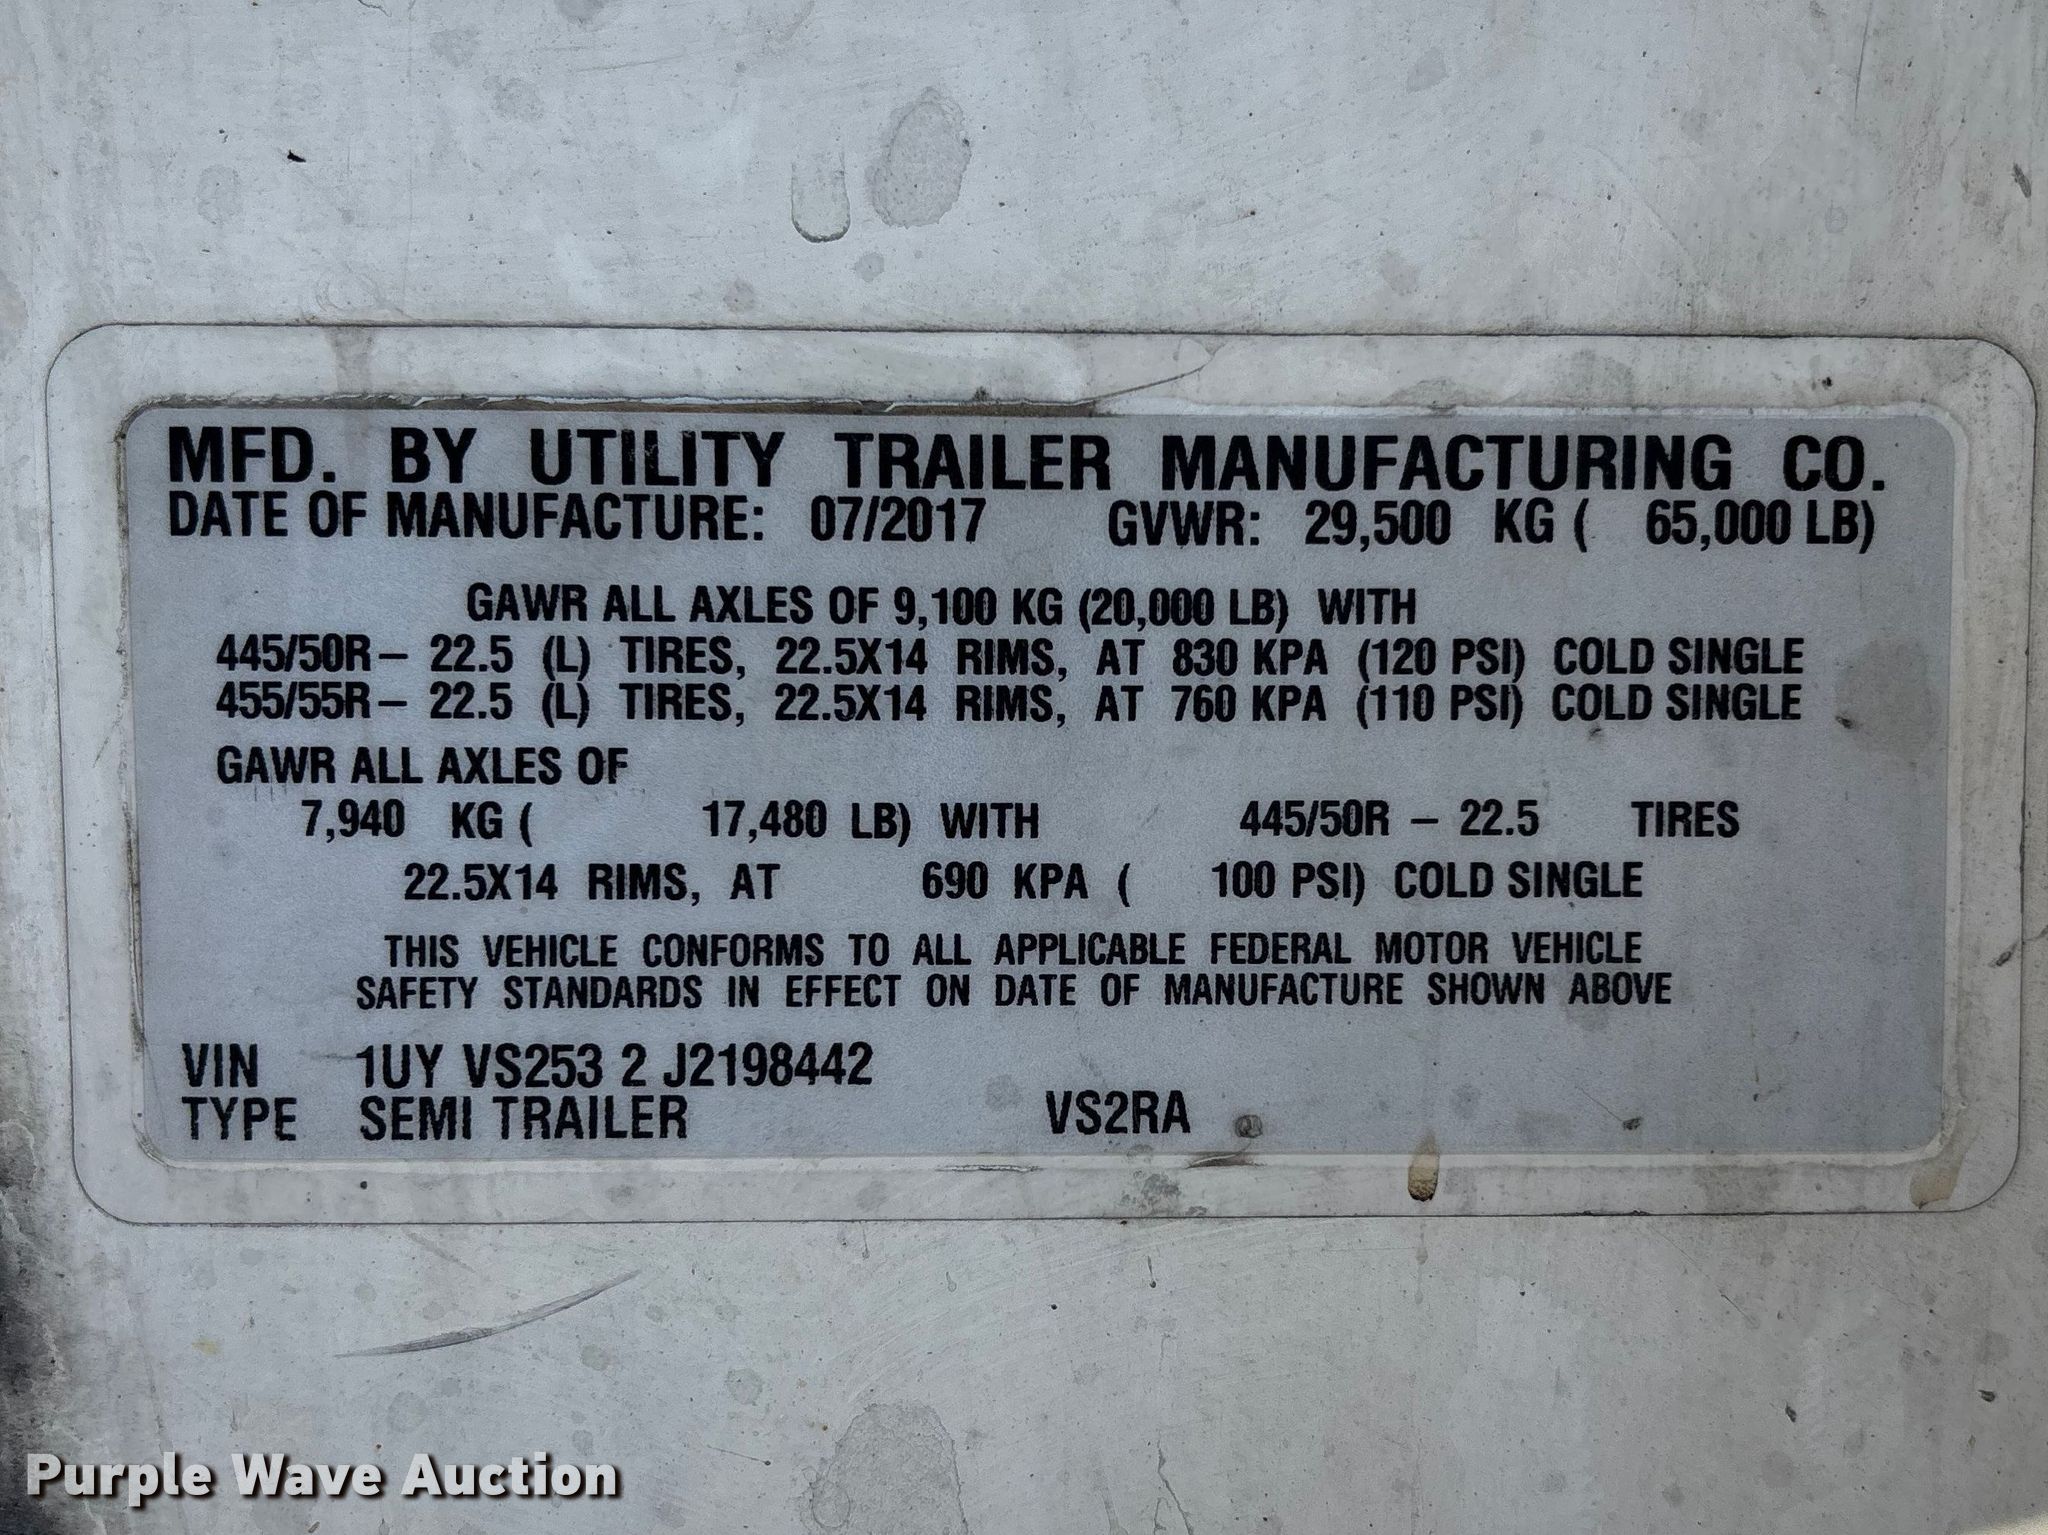 MFD. BY UTILITY TRAILER MANUFACTURING CO.
DATE OF MANUFACTURE: 07/2017 GVWR: 29,500 KG ( 65,000 LB)
GAWR ALL AXLES OF 9,100 KG (20,000 LB) WITH
445/50R– 22.5 (L) TIRES, 22.5X14 RIMS, AT 830 KPA (120 PSI) COLD SINGLE
455/55R– 22.5 (L) TIRES, 22.5X14 RIMS, AT 760 KPA (110 PSI) COLD SINGLE
GAWR ALL AXLES OF
7,940 KG ( 17,480 LB) WITH 445/50R – 22.5 TIRES
22.5X14 RIMS, AT 690 KPA ( 100 PSI) COLD SINGLE
THIS VEHICLE CONFORMS TO ALL APPLICABLE FEDERAL MOTOR VEHICLE
SAFETY STANDARDS IN EFFECT ON DATE OF MANUFACTURE SHOWN ABOVE
VIN 1UY VS253 2 J2198442
TYPE SEMI TRAILER VS2RA
Purple Wave Auction